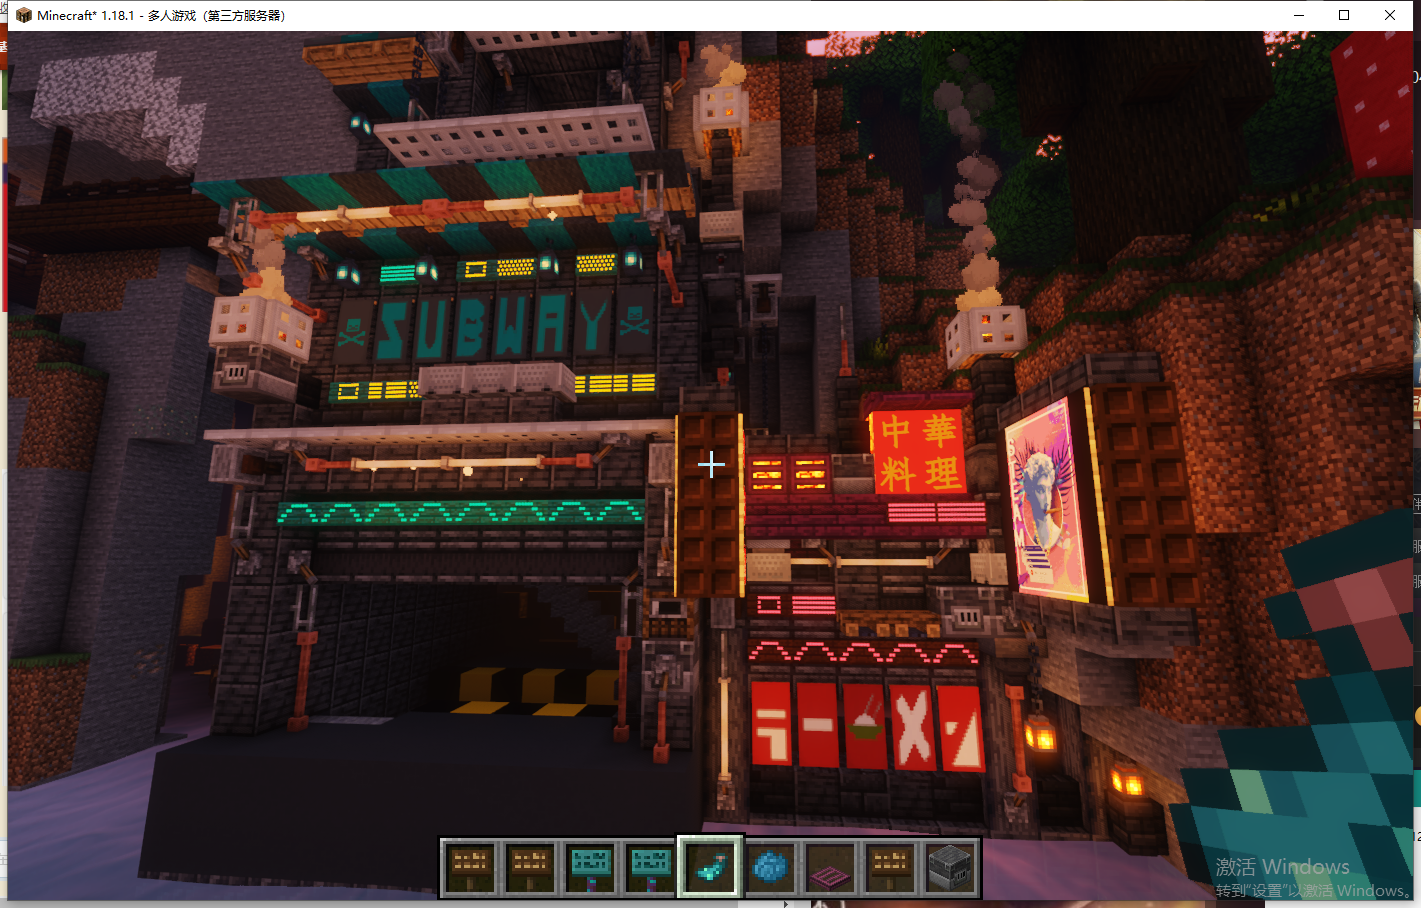 Minecraft* 1.18.1 - 多人游戏（第三方服务器）
SUBWAY
中華
料理
ラーメン
激活 Windows
转到"设置"以激活 Windows。